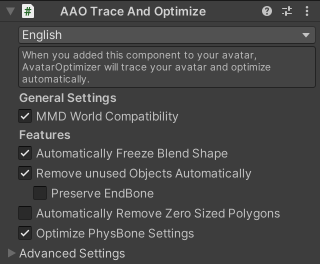 # AAO Trace And Optimize
English
When you added this component to your avatar,
AvatarOptimizer will trace your avatar and optimize
automatically.
General Settings
MMD World Compatibility
Features
Automatically Freeze Blend Shape
Remove unused Objects Automatically
Preserve EndBone
Automatically Remove Zero Sized Polygons
Optimize PhysBone Settings
Advanced Settings